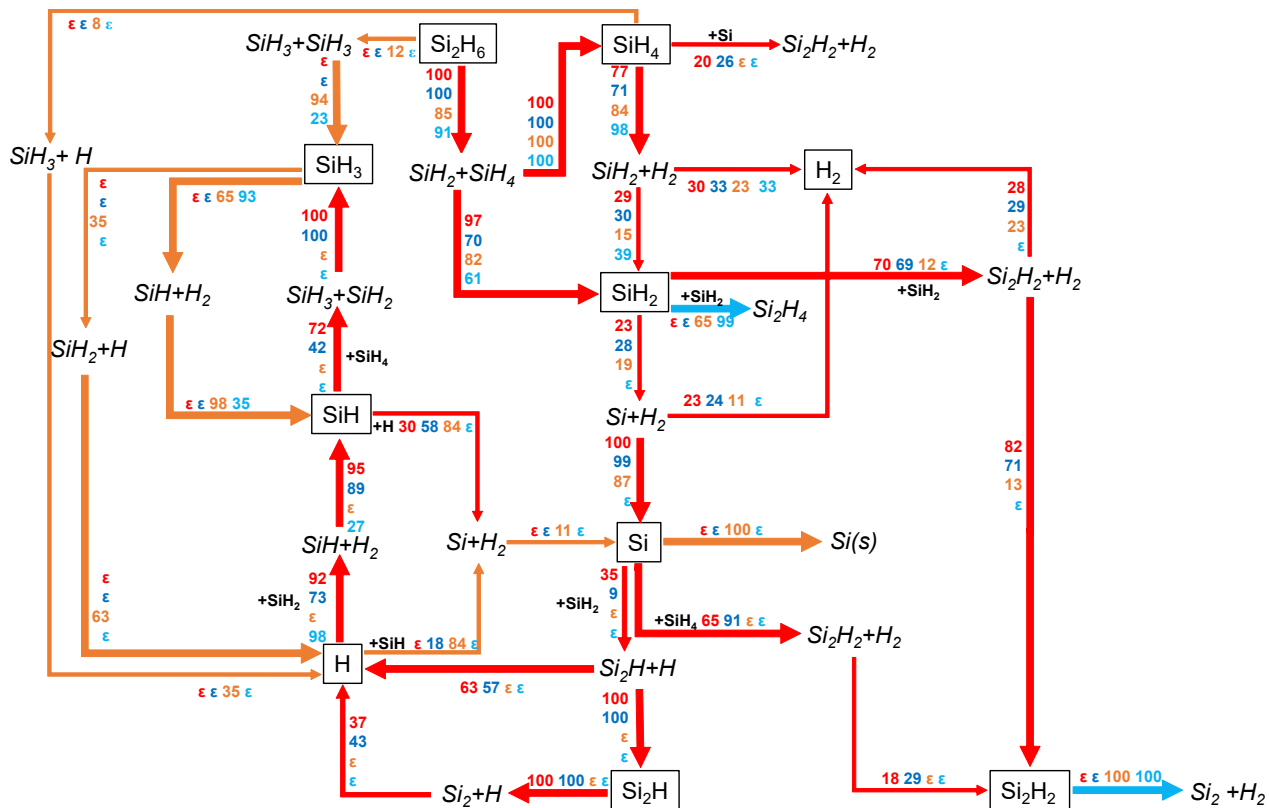 ε ε 8 ε
SiH3+SiH3
ε ε 12 ε
Si2H6
SiH4
+Si
20 26 ε ε
Si2H2+H2
ε
ε
94
23
100
100
85
91
100
100
100
100
77
71
84
98
SiH3+ H
SiH3
SiH2+SiH4
SiH2+H2
30 33 23 33
H2
ε
ε
35
ε
ε ε 65 93
100
100
ε
ε
97
70
82
61
29
30
15
39
28
29
23
ε
SiH+H2
SiH3+SiH2
SiH2
70 69 12 ε
+SiH2
Si2H2+H2
+SiH2
ε ε 65 99
Si2H4
SiH2+H
72
42
ε
ε
+SiH4
23
28
19
ε
ε ε 98 35
SiH
+H 30 58 84 ε
Si+H2
23 24 11 ε
95
89
ε
27
100
99
87
ε
82
71
13
ε
SiH+H2
Si+H2
ε ε 11 ε
Si
ε ε 100 ε
Si(s)
ε
ε
63
ε
+SiH2
92
73
ε
98
+SiH2
35
9
ε
ε
+SiH4 65 91 ε ε
Si2H2+H2
+SiH ε 18 84 ε
H
Si2H+H
63 57 ε ε
ε ε 35 ε
37
43
ε
ε
100
100
ε
ε
Si2+H
100 100 ε ε
Si2H
18 29 ε ε
Si2H2
ε ε 100 100
Si2 +H2